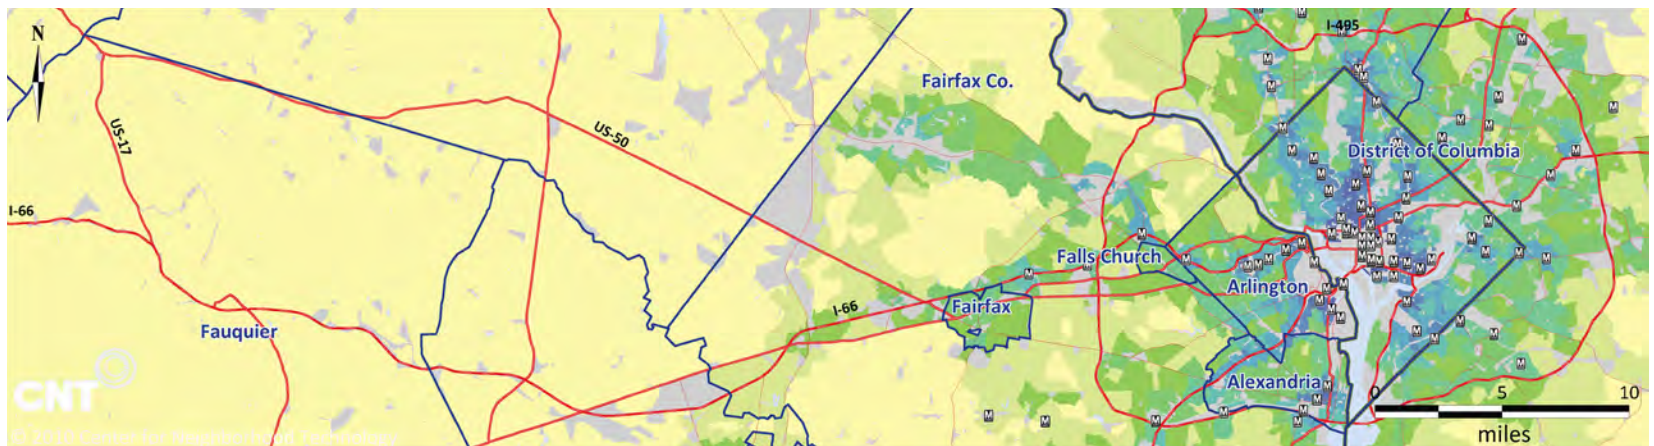 N
I-495
Fairfax Co.
US-17
US-50
District of Columbia
I-66
Falls Church
Arlington
I-66
Fairfax
Fauquier
CNT
Alexandria
0 5 10
miles